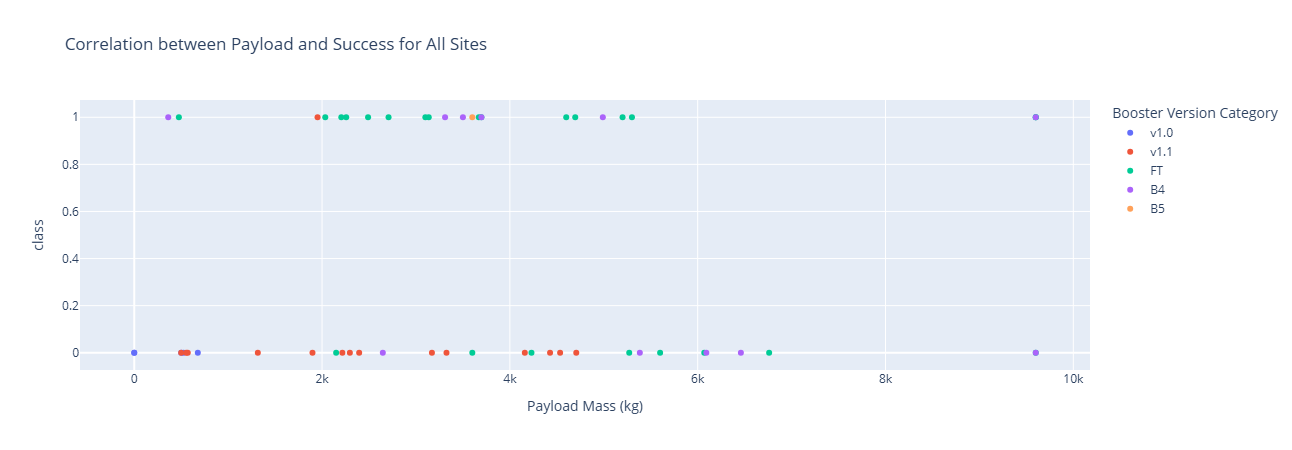 Correlation between Payload and Success for All Sites
Booster Version Category
v1.0
v1.1
FT
B4
B5
class
1
0.8
0.6
0.4
0.2
0
0 2k 4k 6k 8k 10k
Payload Mass (kg)